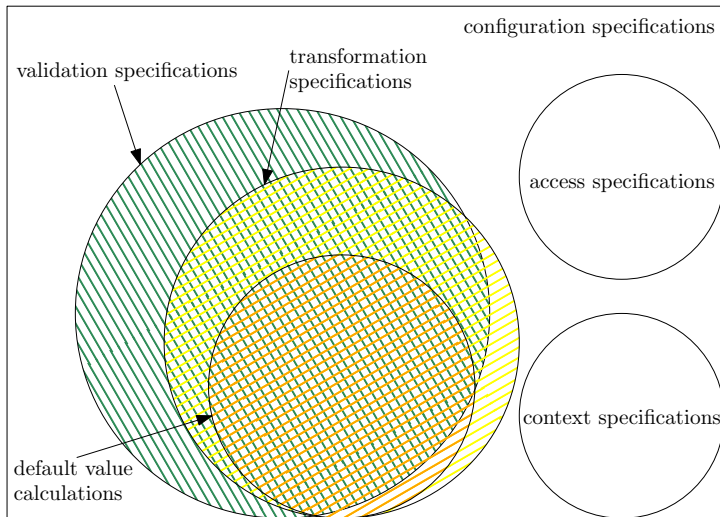 configuration specifications
transformation
specifications
validation specifications
access specifications
context specifications
default value
calculations